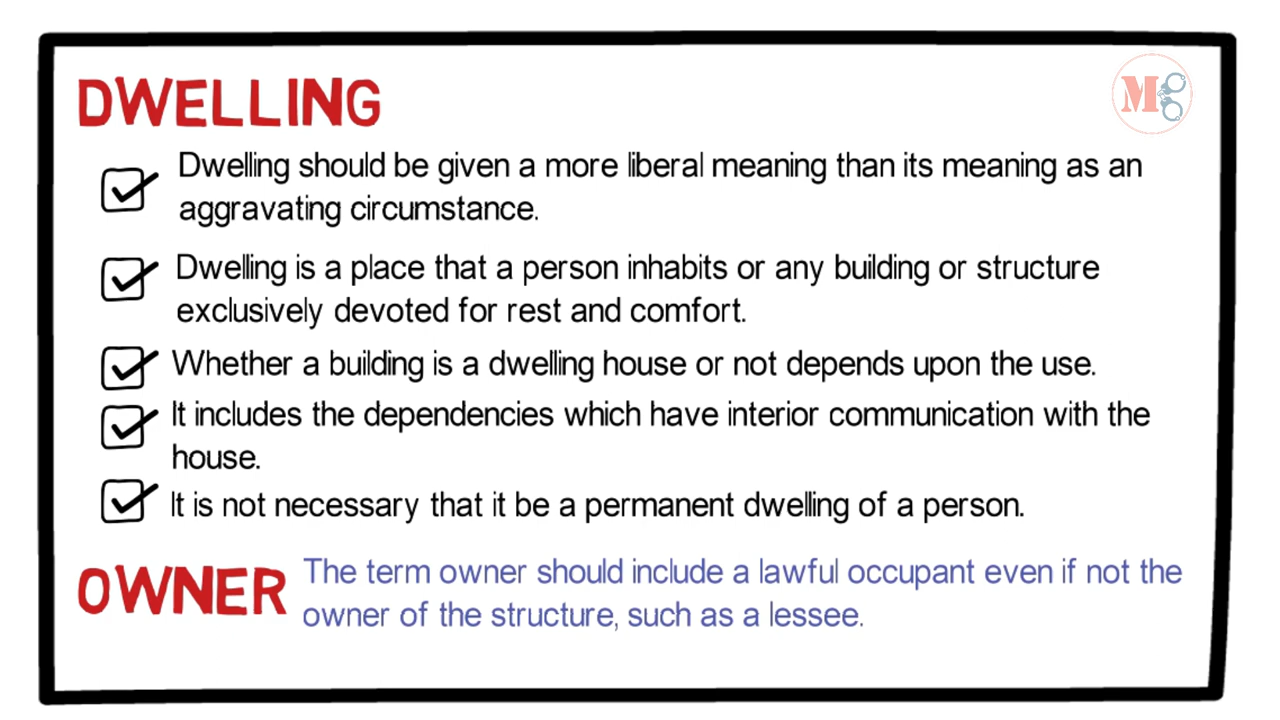 DWELLING
M
Dwelling should be given a more liberal meaning than its meaning as an
aggravating circumstance.
Dwelling is a place that a person inhabits or any building or structure
exclusively devoted for rest and comfort.
Whether a building is a dwelling house or not depends upon the use.
It includes the dependencies which have interior communication with the
house.
It is not necessary that it be a permanent dwelling of a person.
OWNER
The term owner should include a lawful occupant even if not the
owner of the structure, such as a lessee.